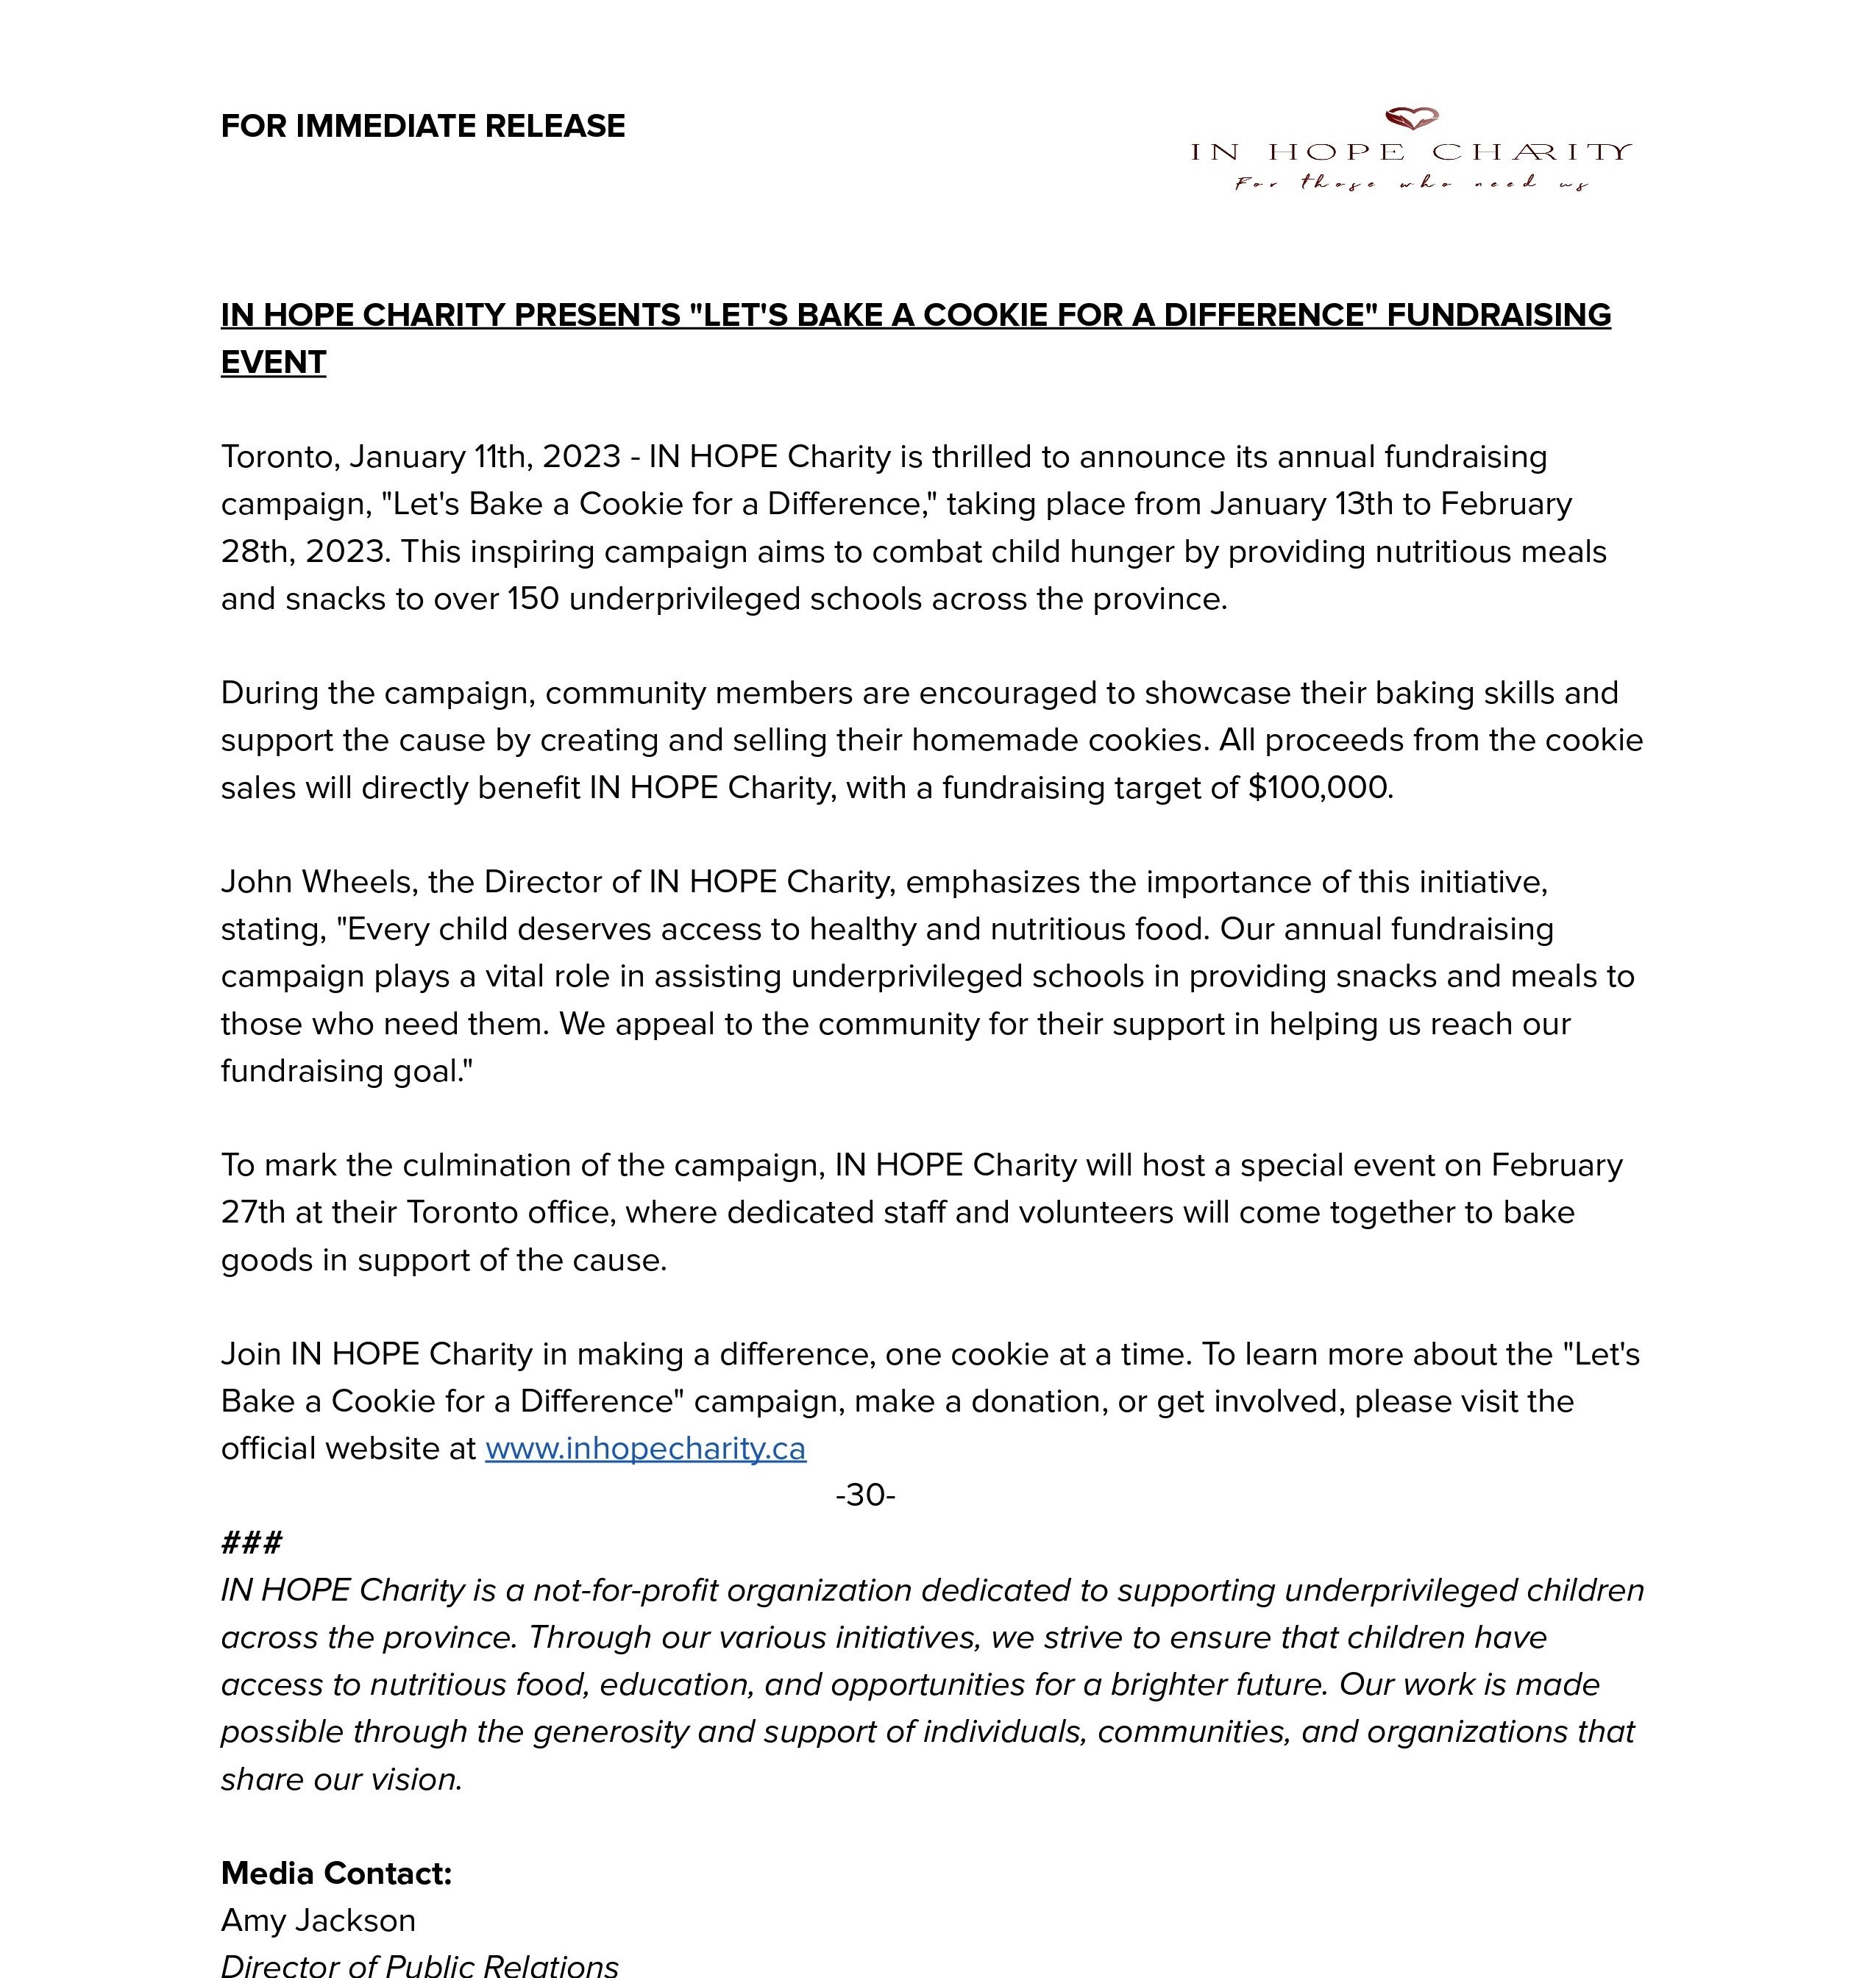 FOR IMMEDIATE RELEASE
IN HOPE CHARITY
For those who need us
IN HOPE CHARITY PRESENTS "LET'S BAKE A COOKIE FOR A DIFFERENCE" FUNDRAISING
EVENT
Toronto, January 11th, 2023 - IN HOPE Charity is thrilled to announce its annual fundraising
campaign, "Let's Bake a Cookie for a Difference," taking place from January 13th to February
28th, 2023. This inspiring campaign aims to combat child hunger by providing nutritious meals
and snacks to over 150 underprivileged schools across the province.
During the campaign, community members are encouraged to showcase their baking skills and
support the cause by creating and selling their homemade cookies. All proceeds from the cookie
sales will directly benefit IN HOPE Charity, with a fundraising target of $100,000.
John Wheels, the Director of IN HOPE Charity, emphasizes the importance of this initiative,
stating, "Every child deserves access to healthy and nutritious food. Our annual fundraising
campaign plays a vital role in assisting underprivileged schools in providing snacks and meals to
those who need them. We appeal to the community for their support in helping us reach our
fundraising goal."
To mark the culmination of the campaign, IN HOPE Charity will host a special event on February
27th at their Toronto office, where dedicated staff and volunteers will come together to bake
goods in support of the cause.
Join IN HOPE Charity in making a difference, one cookie at a time. To learn more about the "Let's
Bake a Cookie for a Difference" campaign, make a donation, or get involved, please visit the
official website at www.inhopecharity.ca
-30-
###
IN HOPE Charity is a not-for-profit organization dedicated to supporting underprivileged children
across the province. Through our various initiatives, we strive to ensure that children have
access to nutritious food, education, and opportunities for a brighter future. Our work is made
possible through the generosity and support of individuals, communities, and organizations that
share our vision.
Media Contact:
Amy Jackson
Director of Public Relations